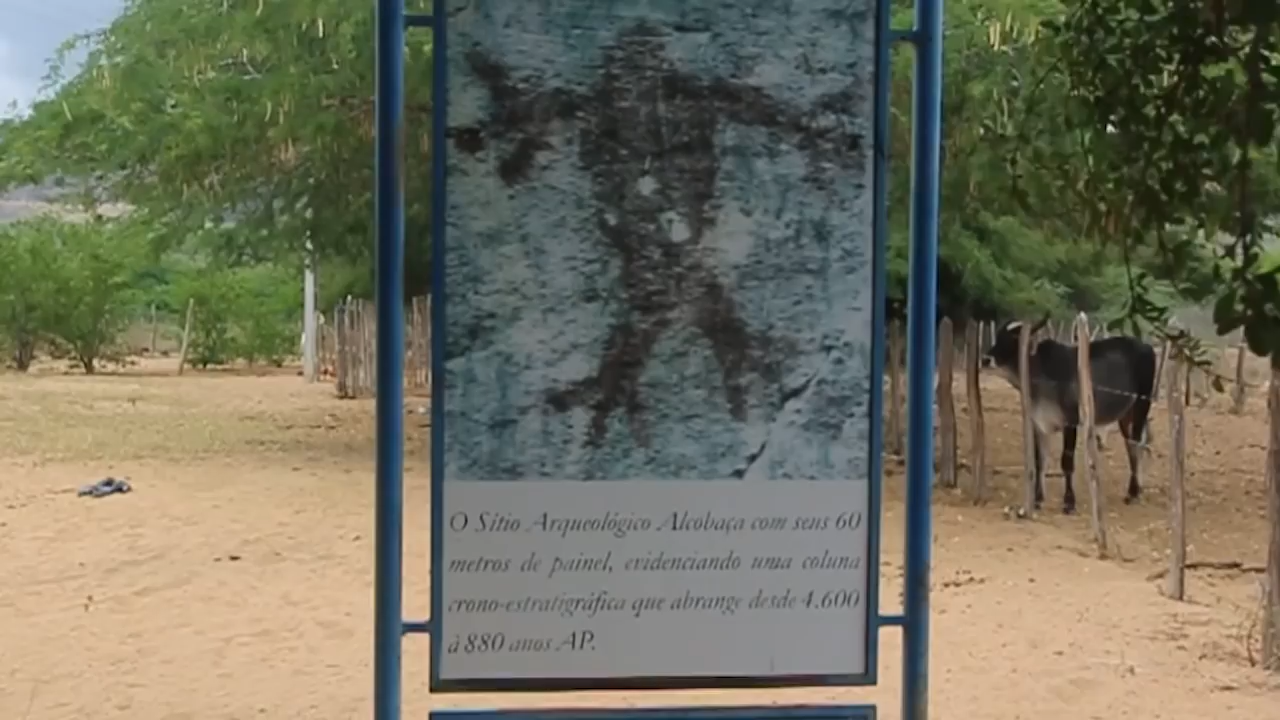 O Sítio Arqueológico Alcobaça com seus 60
metros de painel, evidenciando uma coluna
crono-estratigráfica que abrange desde 4.600
à 880 anos AP.